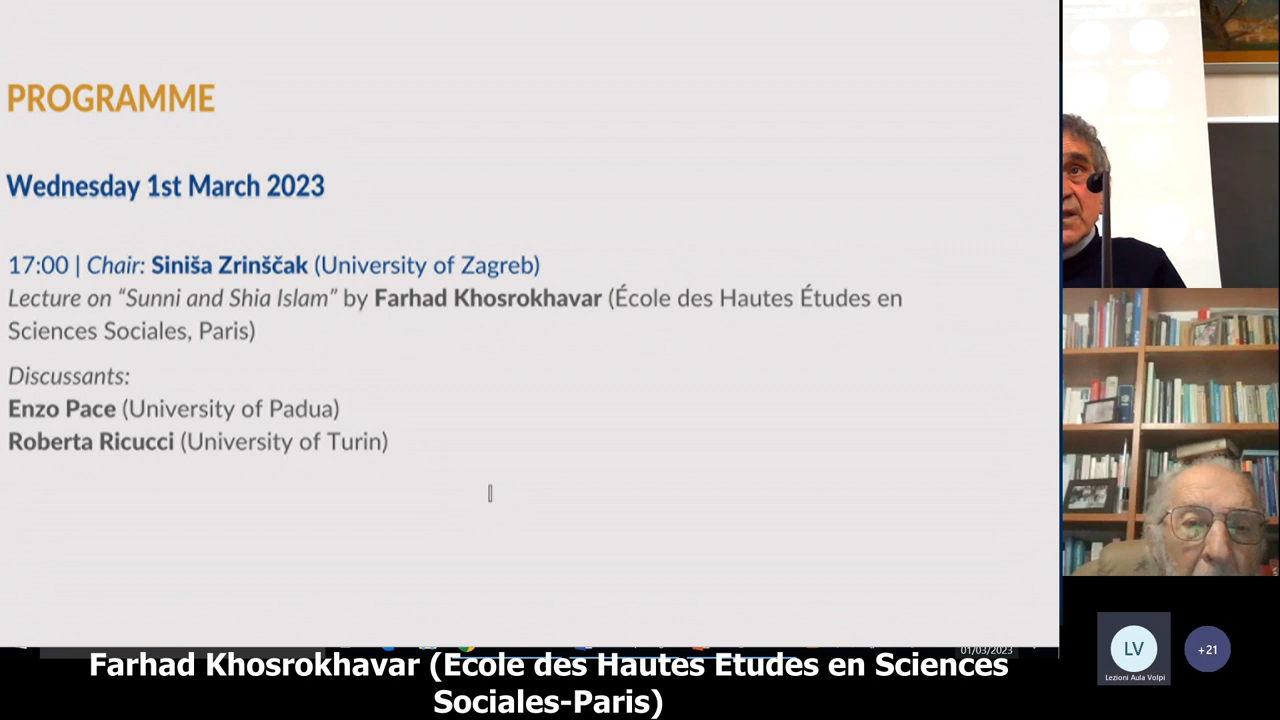 PROGRAMME
Wednesday 1st March 2023
17:00 | Chair: Siniša Zrinščak (University of Zagreb)
Lecture on “Sunni and Shia Islam” by Farhad Khosrokhavar (École des Hautes Études en
Sciences Sociales, Paris)
Discussants:
Enzo Pace (University of Padua)
Roberta Ricucci (University of Turin)
01/03/2023
LV
+21
Lezioni Aula Volpi
Farhad Khosrokhavar (Ecole des Hautes Etudes en Sciences
Sociales-Paris)